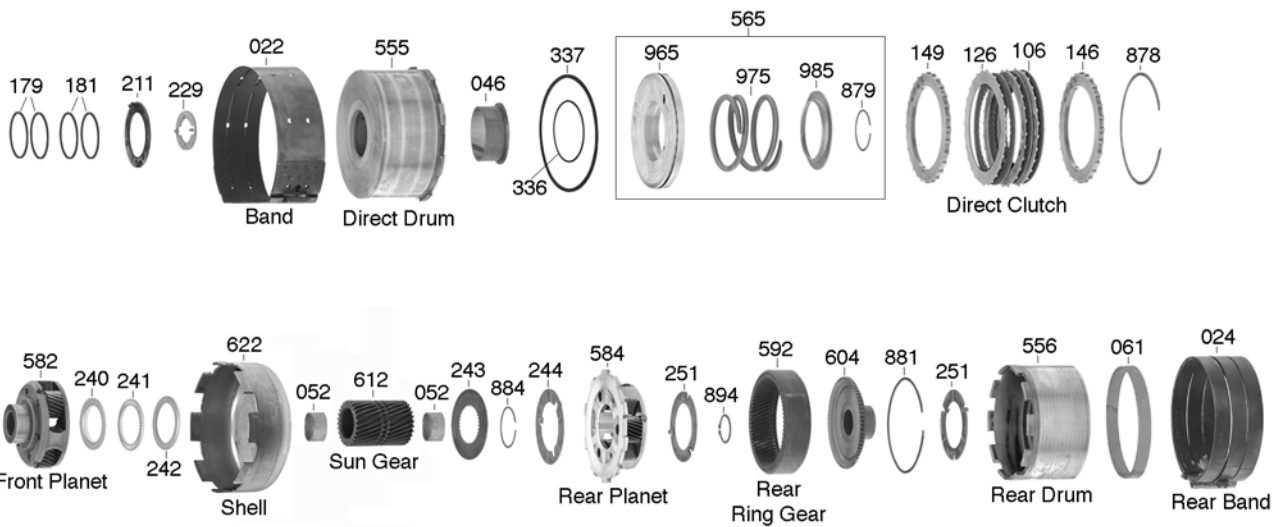 565
022 555 337 965 149 126 106 146 878
179 181 211 229 046 975 985 879
336
Band Direct Drum Direct Clutch
582 240 241 622 052 612 052 243 884 244 584 251 894 592 604 881 251 556 061 024
242
Front Planet Shell Sun Gear Rear Planet Rear Drum Rear Band
Rear
Ring Gear